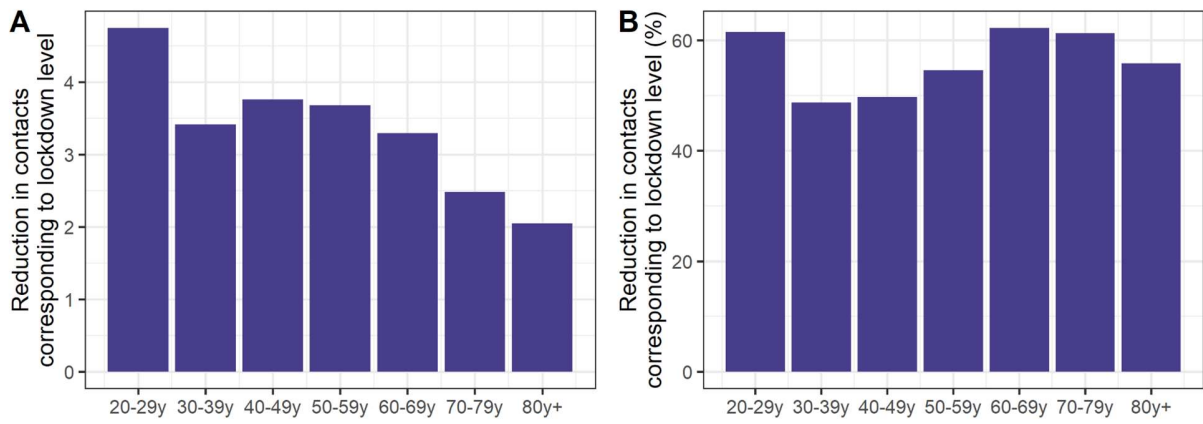 A
Reduction in contacts
corresponding to lockdown level
4
3
2
1
0
20-29y 30-39y 40-49y 50-59y 60-69y 70-79y 80y+
B
Reduction in contacts
corresponding to lockdown level (%)
60
40
20
0
20-29y 30-39y 40-49y 50-59y 60-69y 70-79y 80y+